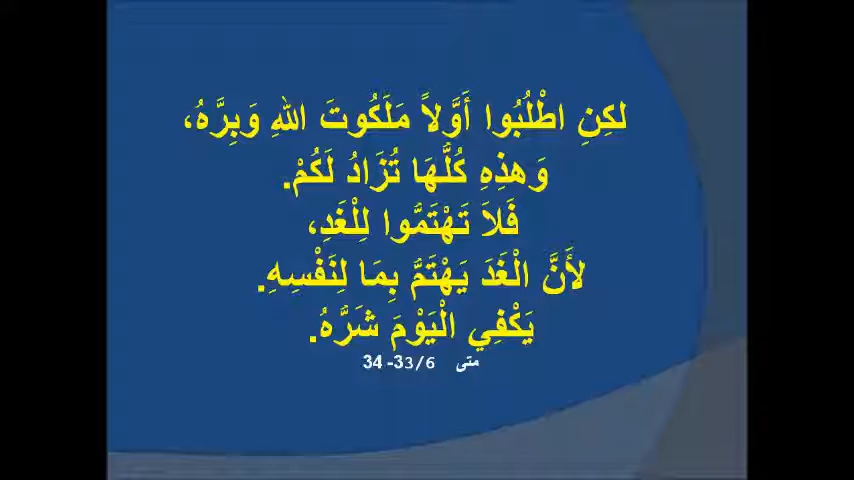 لكِنِ اطْلُبُوا أَوَّلاً مَلَكُوتَ اللهِ وَبِرَّهُ،
وَهذِهِ كُلُّهَا تُزَادُ لَكُمْ.
فَلاَ تَهْتَمُّوا لِلْغَدِ،
لأَنَّ الْغَدَ يَهْتَمُّ بِمَا لِنَفْسِهِ.
يَكْفِي الْيَوْمَ شَرُّهُ.
متى 33/6- 34